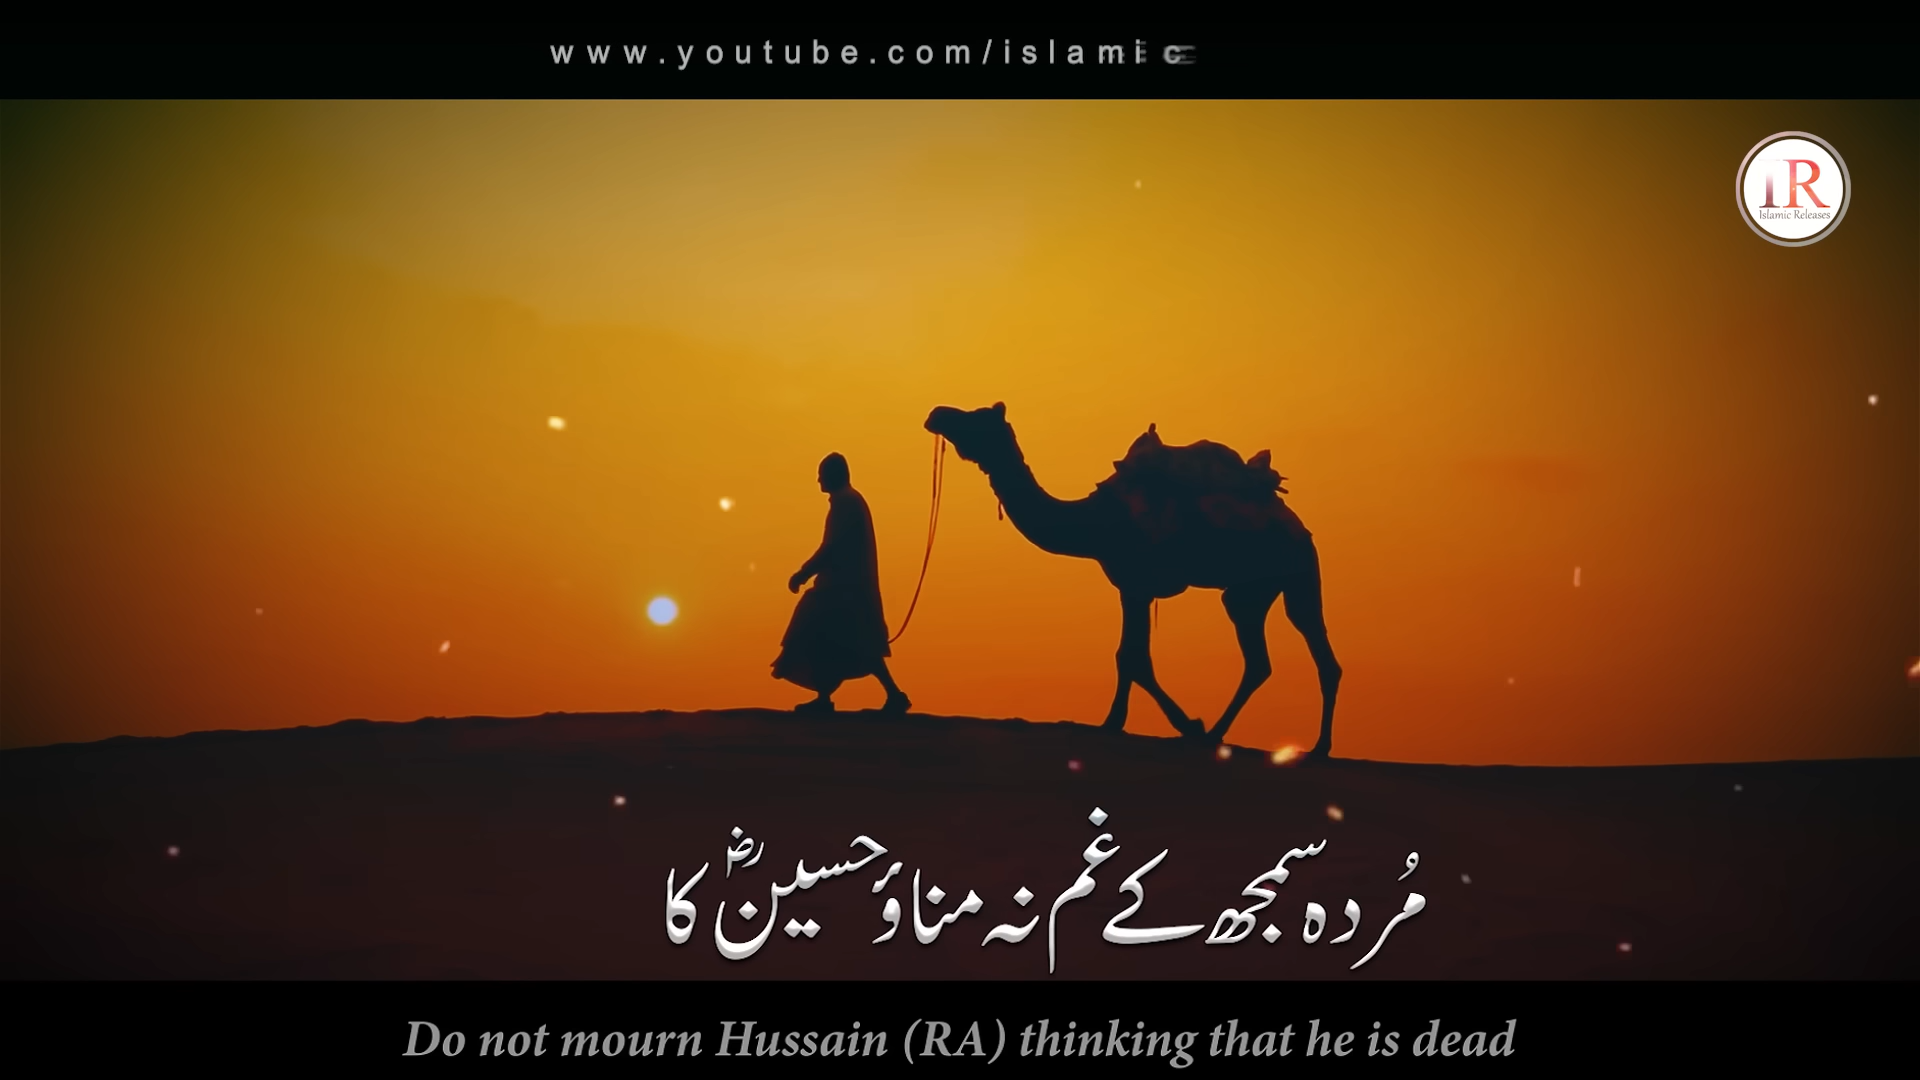 www.youtube.com/islamic
IR
Islamic Releases
مُردہ سمجھ کے غم نہ مناؤ حسینؓ کا
Do not mourn Hussain (RA) thinking that he is dead